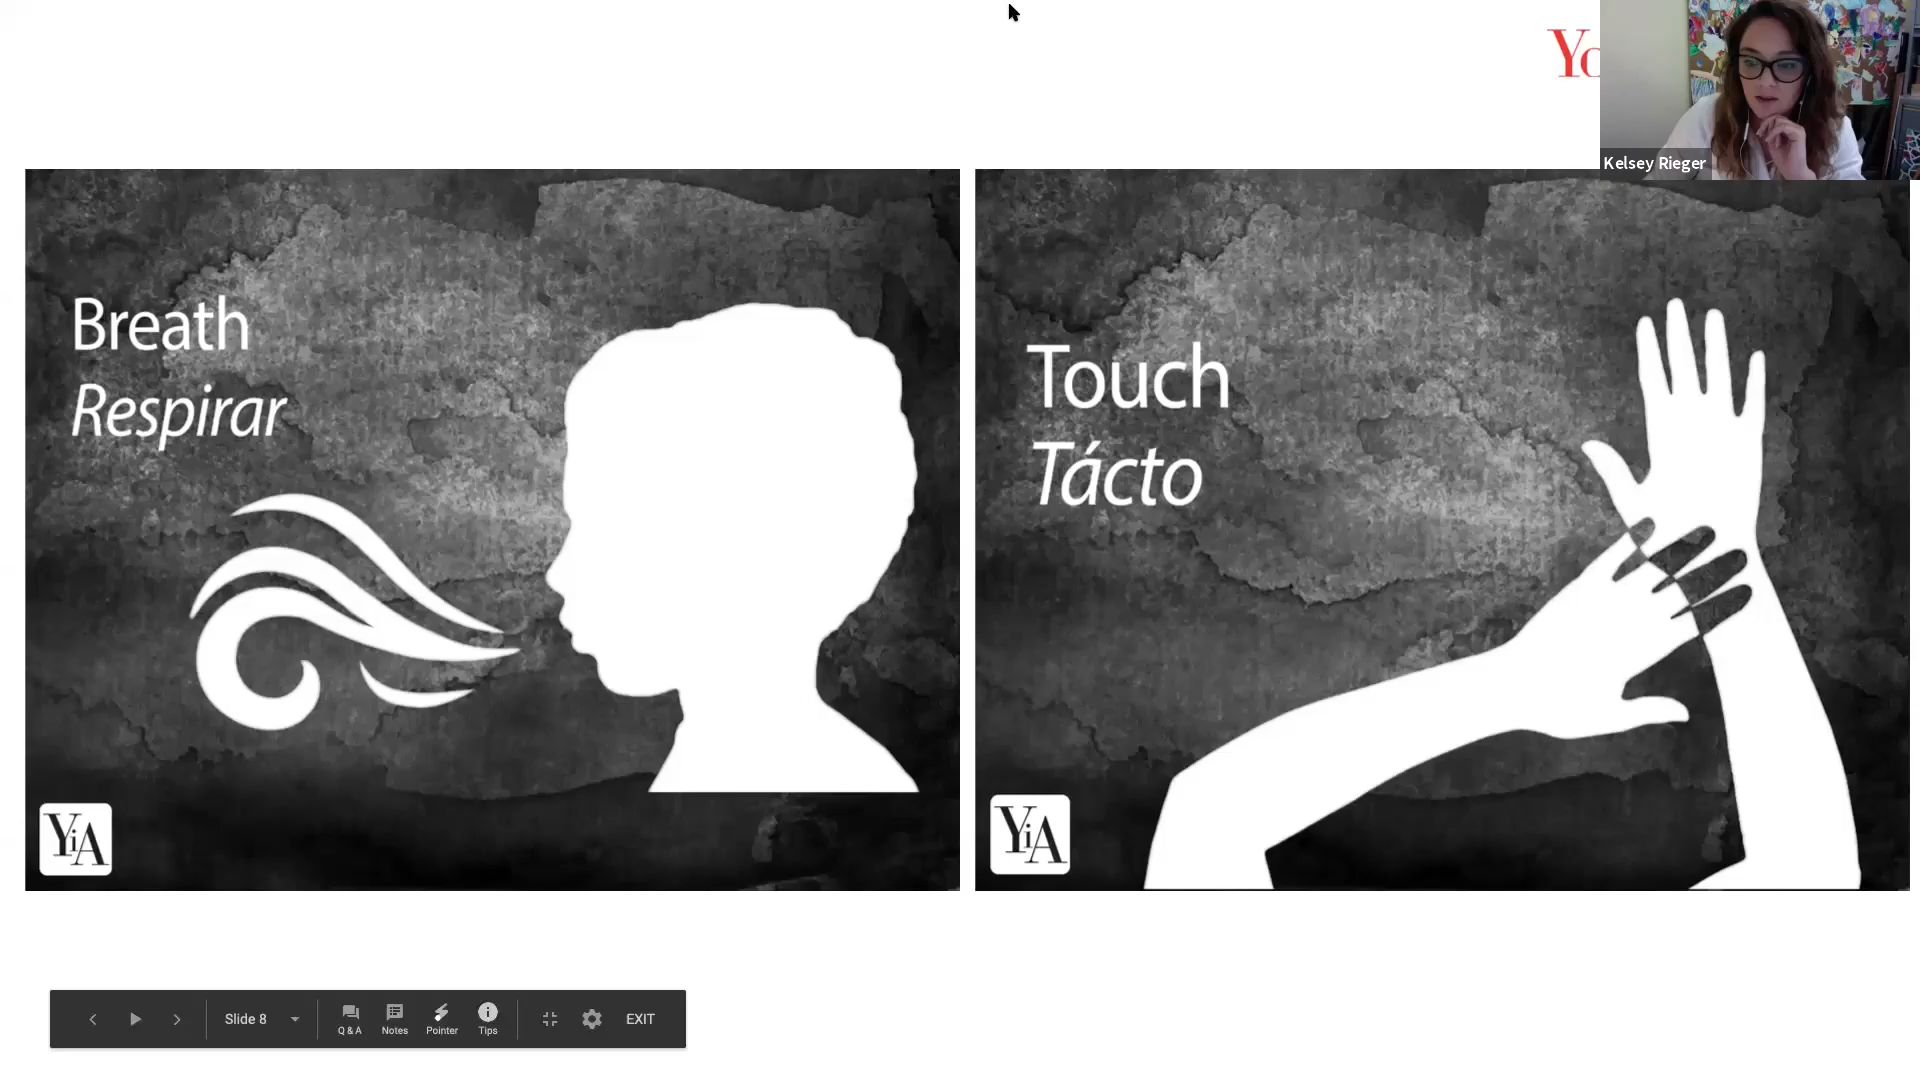 Yo
Kelsey Rieger
Breath
Respirar
Touch
Tácto
YiA
YiA
Slide 8
Q & A
Notes
Pointer
Tips
EXIT